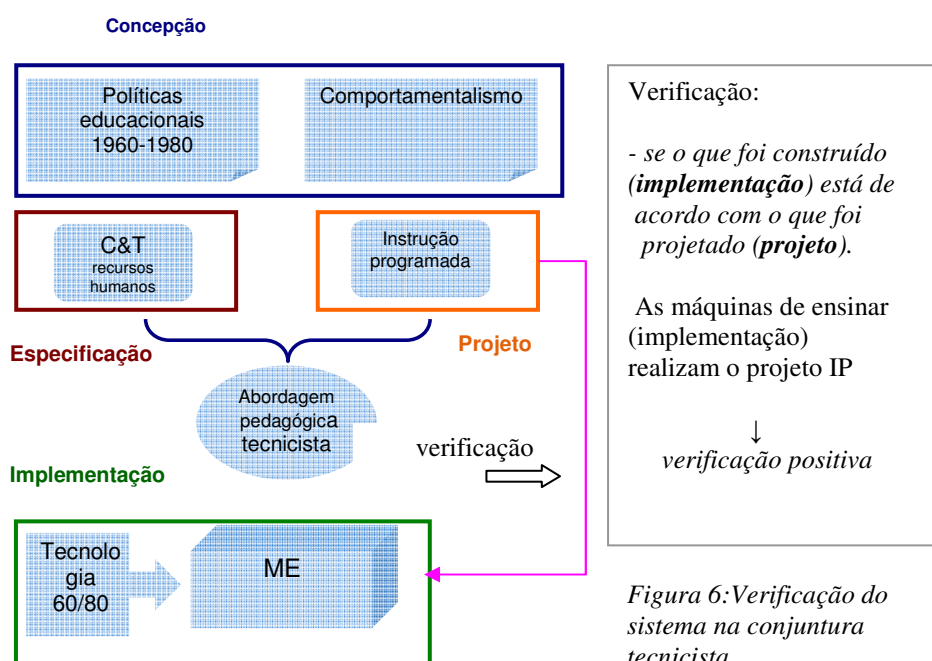 Concepção
Políticas
educacionais
1960-1980
Comportamentalismo
C&T
recursos
humanos
Instrução
programada
Especificação
Projeto
Abordagem
pedagógica
tecnicista
verificação
Implementação
Tecnolo
gia
60/80
ME
Verificação:
- se o que foi construído
(implementação) está de
acordo com o que foi
projetado (projeto).
As máquinas de ensinar
(implementação)
realizam o projeto IP
↓
verificação positiva
Figura 6:Verificação do
sistema na conjuntura
tecnicista